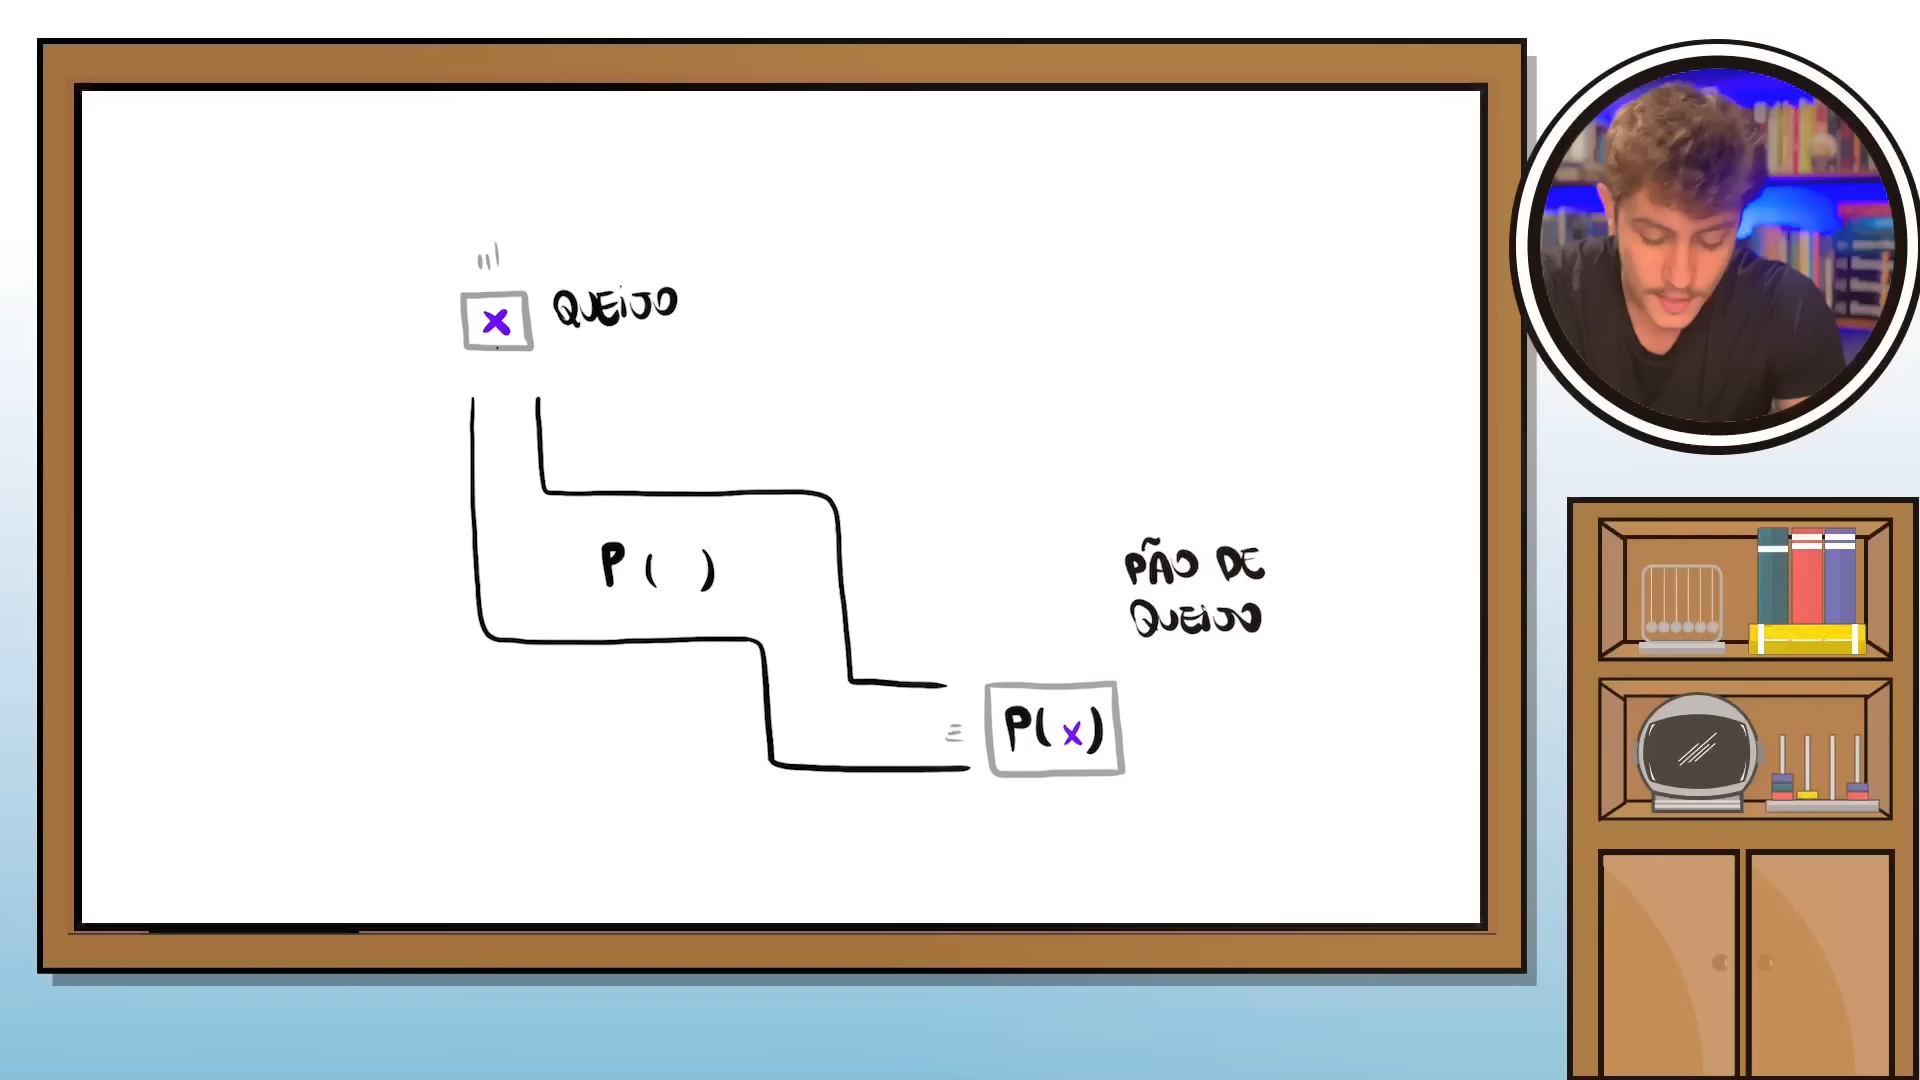 x QUEIJO
P( )
PÃO DE
QUEIJO
P(x)